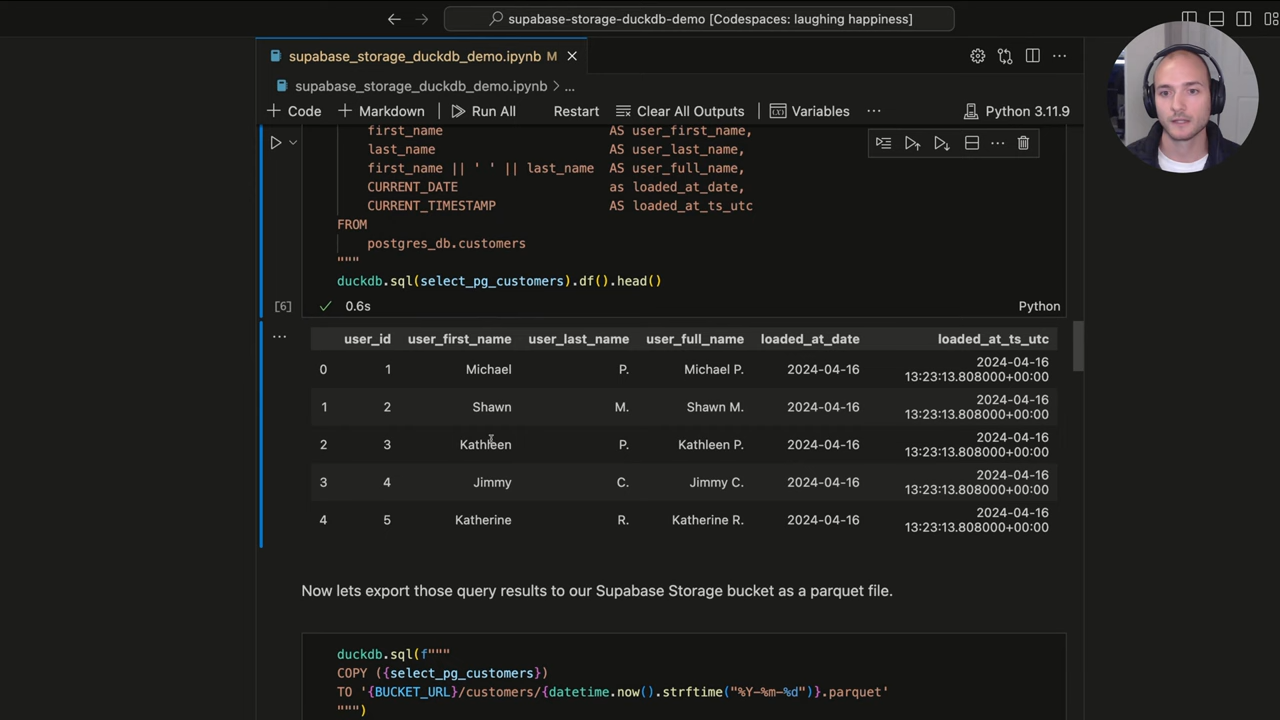 supabase-storage-duckdb-demo [Codespaces: laughing happiness]
supabase_storage_duckdb_demo.ipynb M
supabase_storage_duckdb_demo.ipynb > ...
+ Code + Markdown Run All Restart Clear All Outputs Variables ... Python 3.11.9
first_name AS user_first_name,
last_name AS user_last_name,
first_name || ' ' || last_name AS user_full_name,
CURRENT_DATE as loaded_at_date,
CURRENT_TIMESTAMP AS loaded_at_ts_utc
FROM
postgres_db.customers
"""
duckdb.sql(select_pg_customers).df().head()
[6] ✓ 0.6s Python
user_id user_first_name user_last_name user_full_name loaded_at_date loaded_at_ts_utc
0 1 Michael P. Michael P. 2024-04-16 2024-04-16 13:23:13.808000+00:00
1 2 Shawn M. Shawn M. 2024-04-16 2024-04-16 13:23:13.808000+00:00
2 3 Kathleen P. Kathleen P. 2024-04-16 2024-04-16 13:23:13.808000+00:00
3 4 Jimmy C. Jimmy C. 2024-04-16 2024-04-16 13:23:13.808000+00:00
4 5 Katherine R. Katherine R. 2024-04-16 2024-04-16 13:23:13.808000+00:00
Now lets export those query results to our Supabase Storage bucket as a parquet file.
duckdb.sql(f"""
COPY ({select_pg_customers})
TO '{BUCKET_URL}/customers/{datetime.now().strftime("%Y-%m-%d")}.parquet'
""")